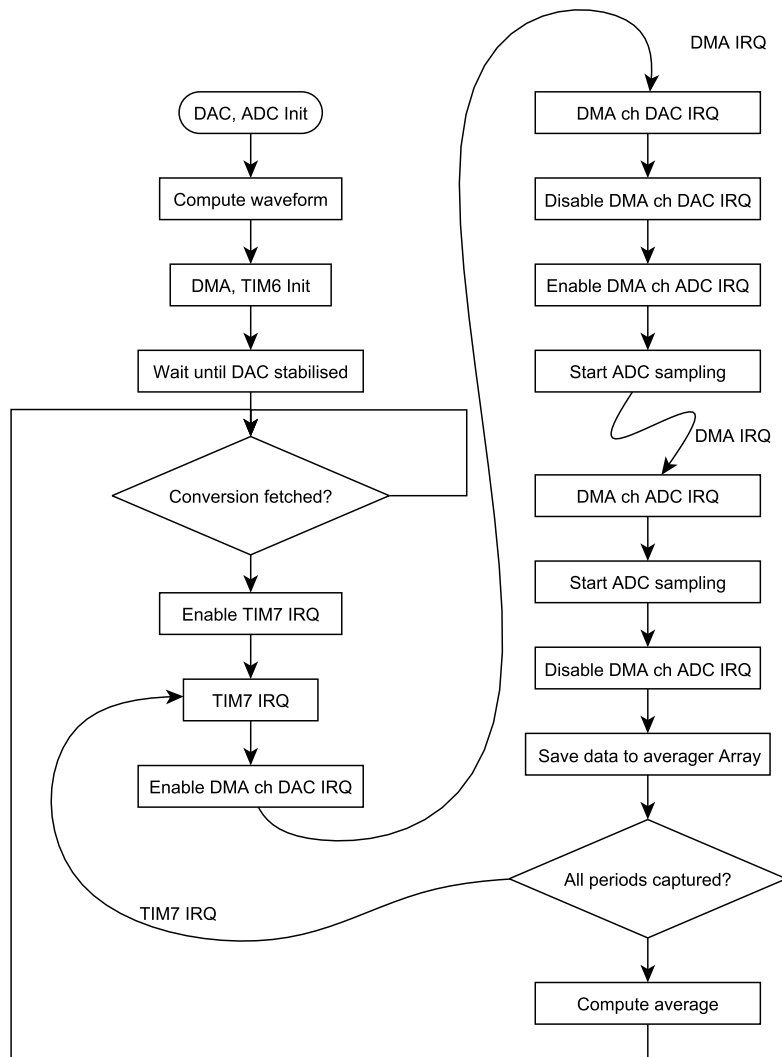 DAC, ADC Init
Compute waveform
DMA, TIM6 Init
Wait until DAC stabilised
Conversion fetched?
Enable TIM7 IRQ
TIM7 IRQ
Enable DMA ch DAC IRQ
DMA IRQ
DMA ch DAC IRQ
Disable DMA ch DAC IRQ
Enable DMA ch ADC IRQ
Start ADC sampling
DMA IRQ
DMA ch ADC IRQ
Start ADC sampling
Disable DMA ch ADC IRQ
Save data to averager Array
All periods captured?
TIM7 IRQ
Compute average